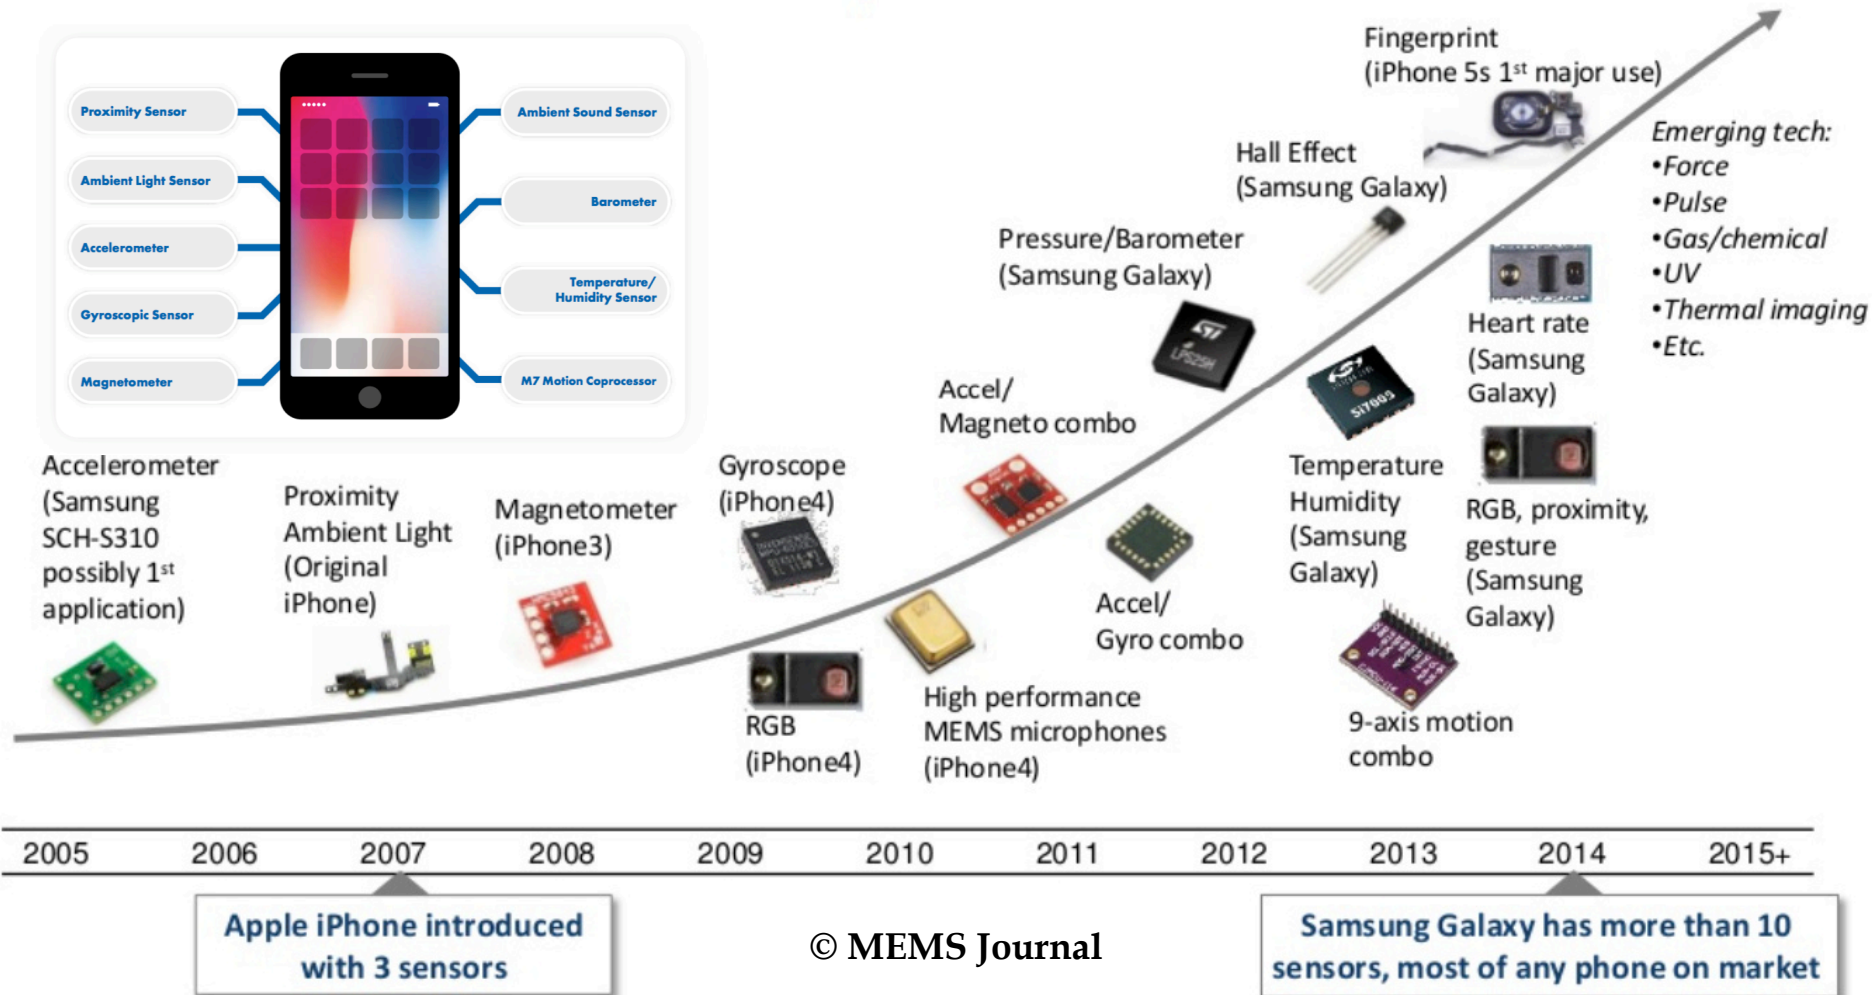 Proximity Sensor
Ambient Light Sensor
Accelerometer
Gyroscopic Sensor
Magnetometer
Ambient Sound Sensor
Barometer
Temperature/
Humidity Sensor
M7 Motion Coprocessor
Accelerometer
(Samsung
SCH-S310
possibly 1st
application)
Proximity
Ambient Light
(Original
iPhone)
Magnetometer
(iPhone3)
Gyroscope
(iPhone4)
RGB
(iPhone4)
High performance
MEMS microphones
(iPhone4)
Accel/
Magneto combo
Accel/
Gyro combo
Pressure/Barometer
(Samsung Galaxy)
LPS25H
Hall Effect
(Samsung Galaxy)
Fingerprint
(iPhone 5s 1st major use)
Si7005
Temperature
Humidity
(Samsung
Galaxy)
9-axis motion
combo
Heart rate
(Samsung
Galaxy)
RGB, proximity,
gesture
(Samsung
Galaxy)
Emerging tech:
•Force
•Pulse
•Gas/chemical
•UV
•Thermal imaging
•Etc.
2005 2006 2007 2008 2009 2010 2011 2012 2013 2014 2015+
Apple iPhone introduced
with 3 sensors
© MEMS Journal
Samsung Galaxy has more than 10
sensors, most of any phone on market